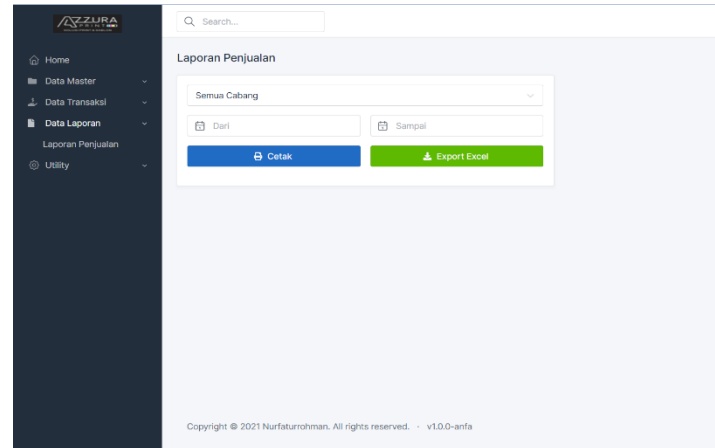 AZZURA
PRINT
Search...
Home
Data Master
Data Transaksi
Data Laporan
Laporan Penjualan
Utility
Laporan Penjualan
Semua Cabang
Dari
Sampai
Cetak
Export Excel
Copyright © 2021 Nurfaturrohman. All rights reserved. · v1.0.0-anfa